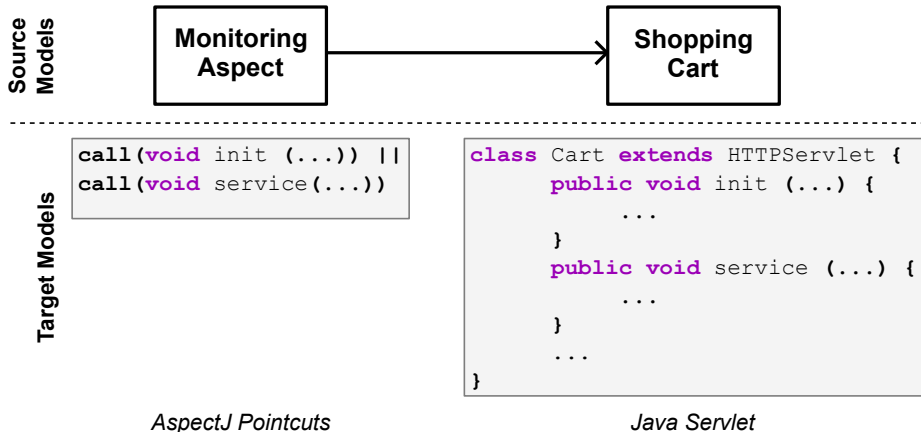 Source
Models
Monitoring
Aspect
Shopping
Cart
Target Models
call(void init (...)) ||
call(void service(...))
class Cart extends HTTPServlet {
public void init (...) {
...
}
public void service (...) {
...
}
...
}
AspectJ Pointcuts
Java Servlet